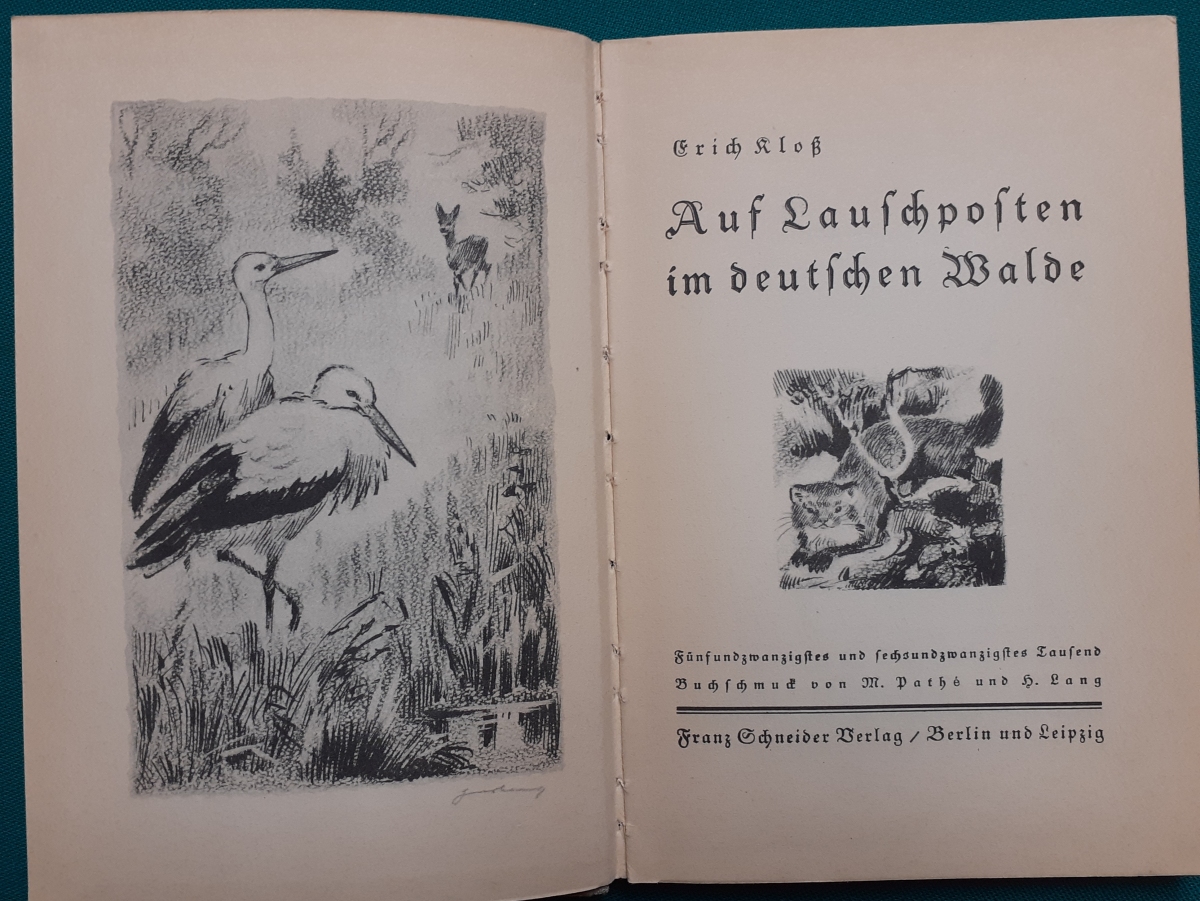 Erich Kloß
Auf Lauſchpoſten
im deutſchen Walde
Fünfundzwanzigſtes und ſechsundzwanzigſtes Tauſend
Buchſchmuck von M. Pathé und H. Lang
Franz Schneider Verlag / Berlin und Leipzig